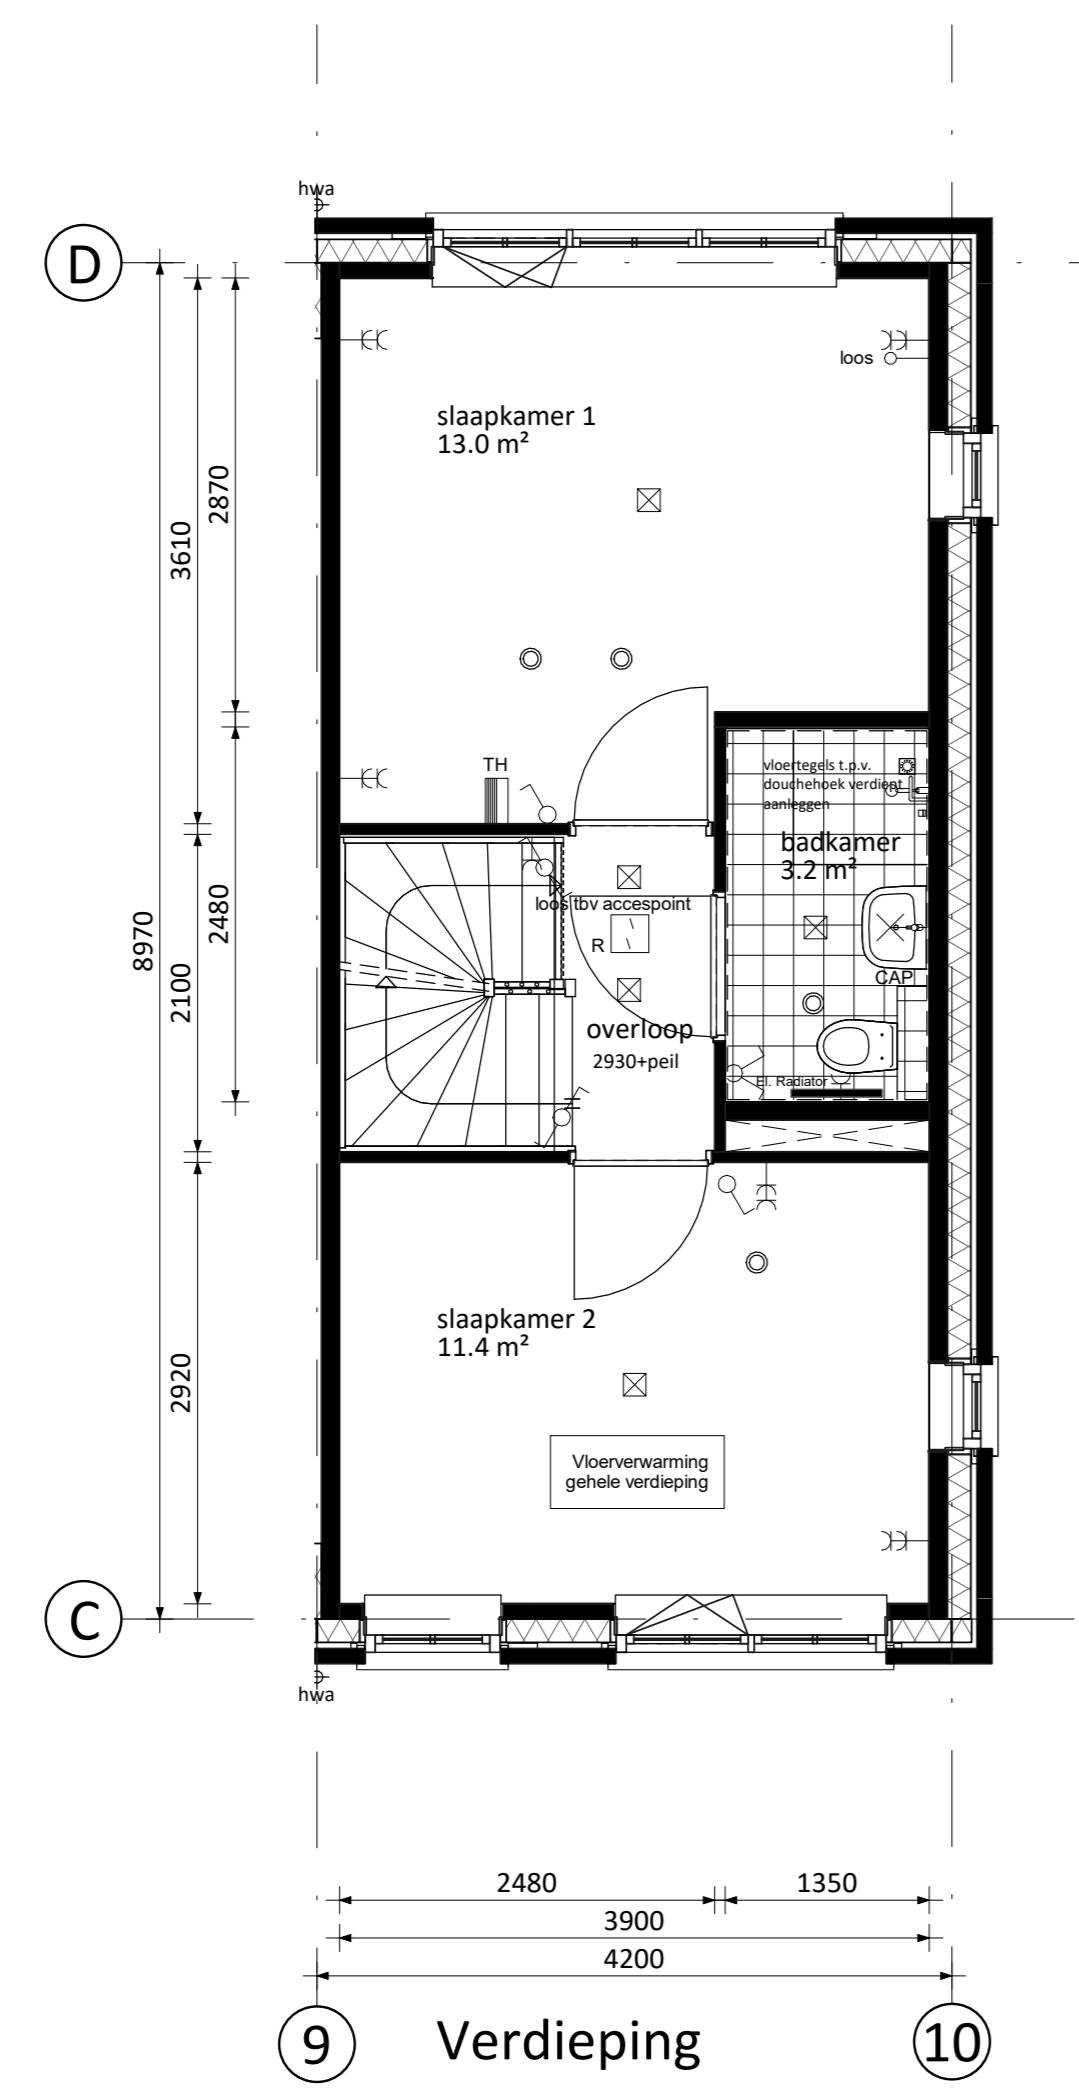 hwa
D
loos
slaapkamer 1
13.0 m²
2870
3610
TH
vloertegels t.p.v.
douchehoek verdiept
aanleggen
badkamer
3.2 m²
loos tbv accespoint
R
8970
2480
2100
CAP
overloop
2930+peil
El. Radiator
slaapkamer 2
11.4 m²
2920
Vloerverwarming
gehele verdieping
C
hwa
2480
1350
3900
4200
9
Verdieping
10